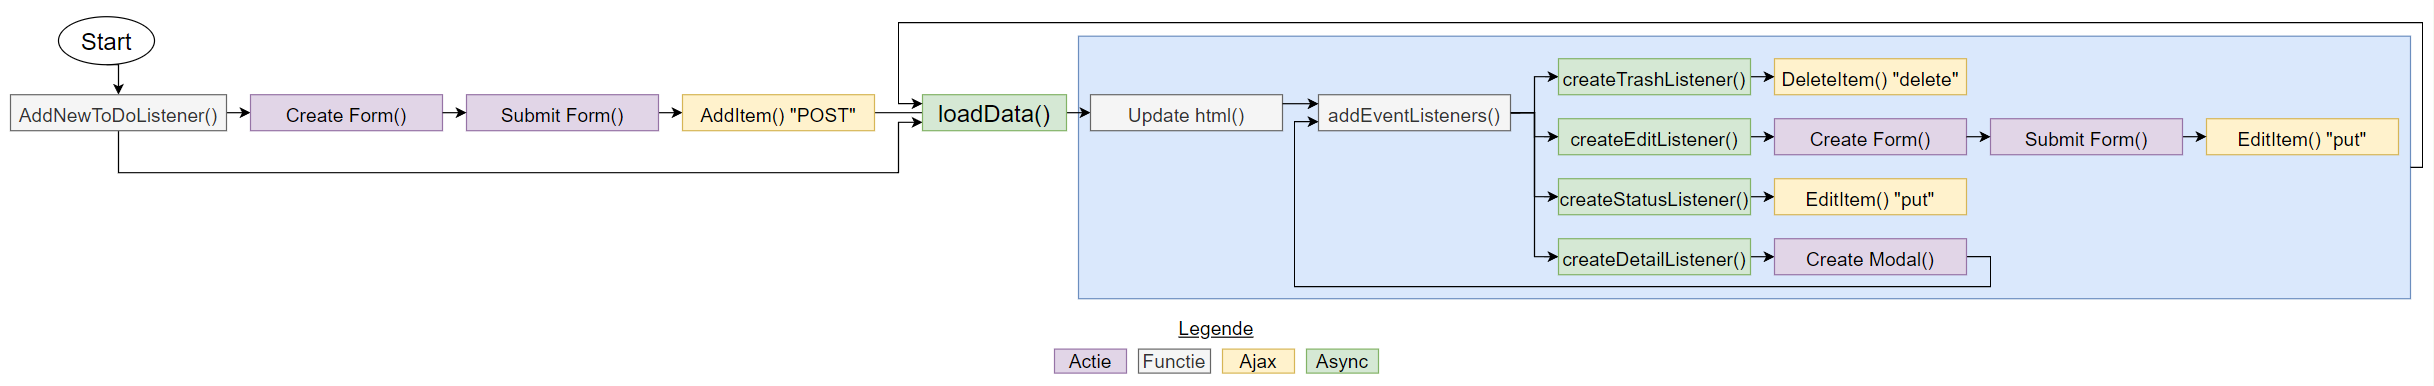 Start
AddNewToDoListener()
Create Form()
Submit Form()
AddItem() "POST"
loadData()
Update html()
addEventListeners()
createTrashListener()
DeleteItem() "delete"
createEditListener()
Create Form()
Submit Form()
EditItem() "put"
createStatusListener()
EditItem() "put"
createDetailListener()
Create Modal()
Legende
Actie
Functie
Ajax
Async